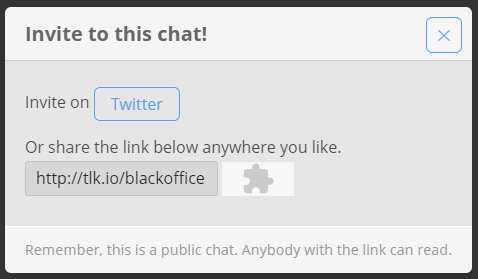 Invite to this chat!
Invite on Twitter
Or share the link below anywhere you like.
http://tlk.io/blackoffice
Remember, this is a public chat. Anybody with the link can read.